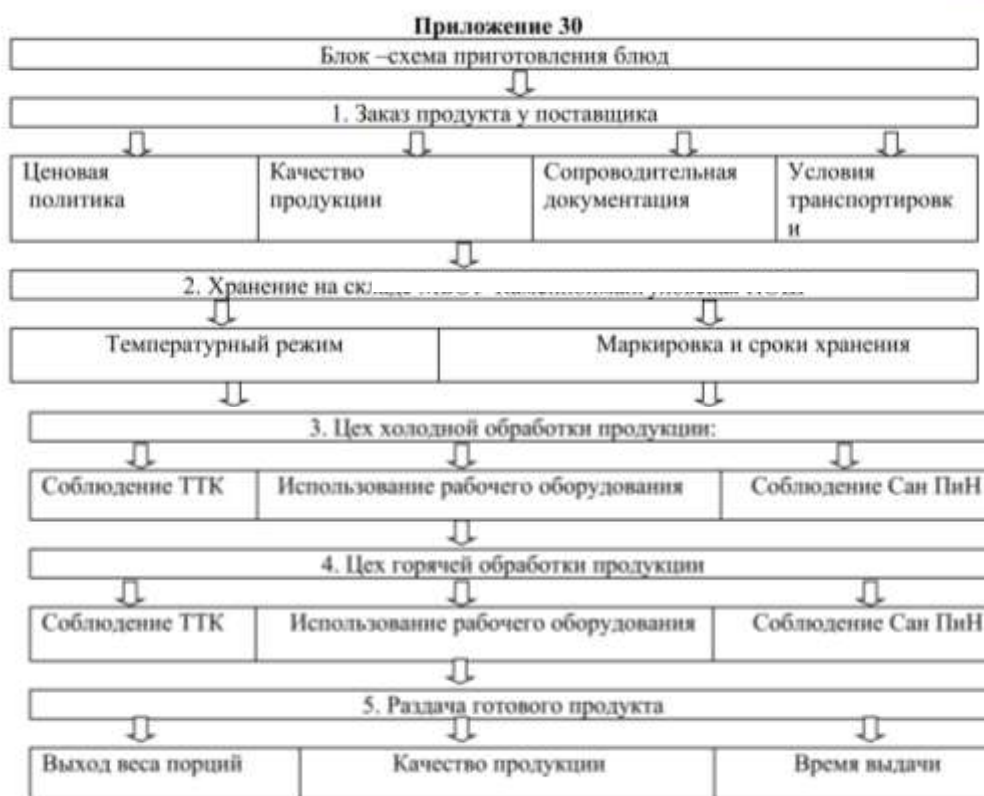 Приложение 30
Блок –схема приготовления блюд
1. Заказ продукта у поставщика
Ценовая
политика
Качество
продукции
Сопроводительная
документация
Условия
транспортировк
и
2. Хранение на складе
Температурный режим
Маркировка и сроки хранения
3. Цех холодной обработки продукции:
Соблюдение ТТК
Использование рабочего оборудования
Соблюдение Сан ПиН
4. Цех горячей обработки продукции
Соблюдение ТТК
Использование рабочего оборудования
Соблюдение Сан ПиН
5. Раздача готового продукта
Выход веса порций
Качество продукции
Время выдачи